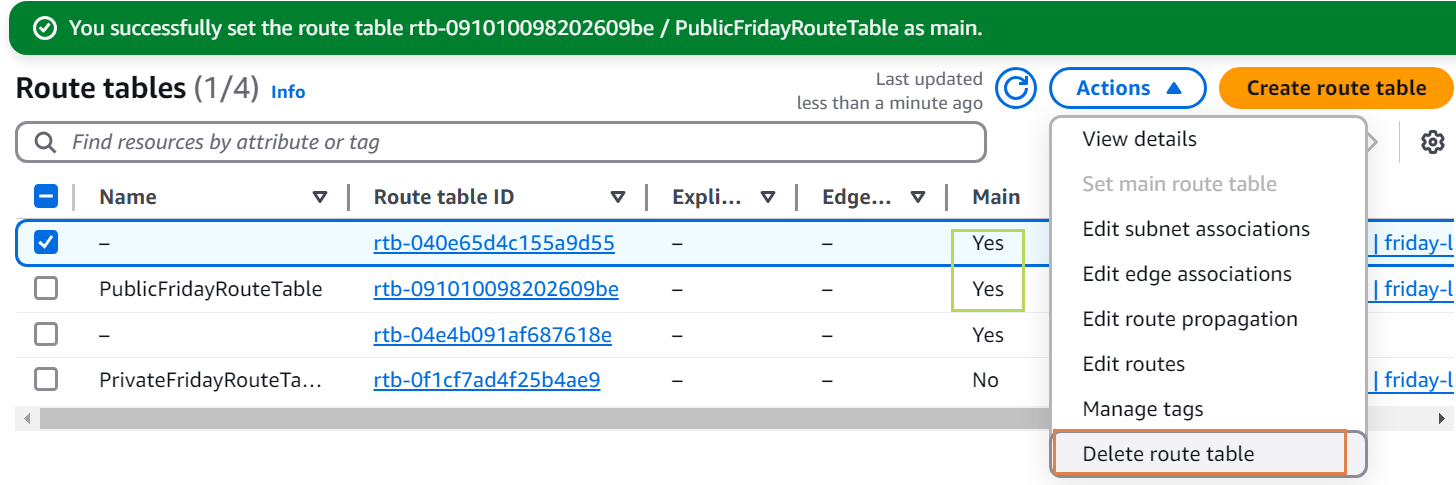 You successfully set the route table rtb-091010098202609be / PublicFridayRouteTable as main.
Route tables (1/4) Info
Last updated
less than a minute ago
Actions
Create route table
Find resources by attribute or tag
Name Route table ID Expli... Edge... Main
– rtb-040e65d4c155a9d55 – – Yes | friday-l
PublicFridayRouteTable rtb-091010098202609be – – Yes | friday-l
– rtb-04e4b091af687618e – – Yes
PrivateFridayRouteTa... rtb-0f1cf7ad4f25b4ae9 – – No | friday-l
View details
Set main route table
Edit subnet associations
Edit edge associations
Edit route propagation
Edit routes
Manage tags
Delete route table